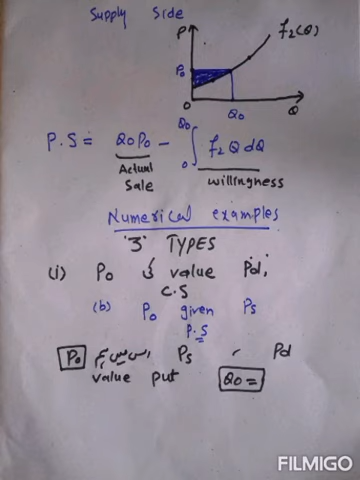 Supply Side
P
f₂(Q)
P₀
0
Q₀
Q
P.S = Q₀P₀ - ₀∫^Q₀ f₂ Q dQ
Actual Sale
willingness
Numerical examples
'3' TYPES
(i) P₀ کی value Pd,
C.S
(b) P₀ given Ps
P.S
P₀ اس میں ہم Ps , Pd
value put Q₀ =
FILMIGO